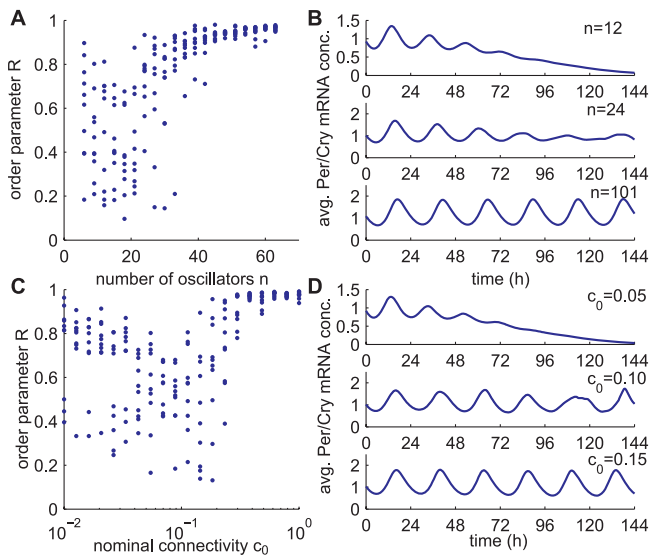 A
order parameter R
1
0.8
0.6
0.4
0.2
0
0 20 40 60
number of oscillators n
B
avg. Per/Cry mRNA conc.
n=12
1.5
1
0.5
0
0 24 48 72 96 120 144
n=24
2
1
0
0 24 48 72 96 120 144
n=101
2
1
0
0 24 48 72 96 120 144
time (h)
C
order parameter R
1
0.8
0.6
0.4
0.2
0
10⁻² 10⁻¹ 10⁰
nominal connectivity c₀
D
avg. Per/Cry mRNA conc.
c₀=0.05
1.5
1
0.5
0
0 24 48 72 96 120 144
c₀=0.10
2
1
0
0 24 48 72 96 120 144
c₀=0.15
2
1
0
0 24 48 72 96 120 144
time (h)